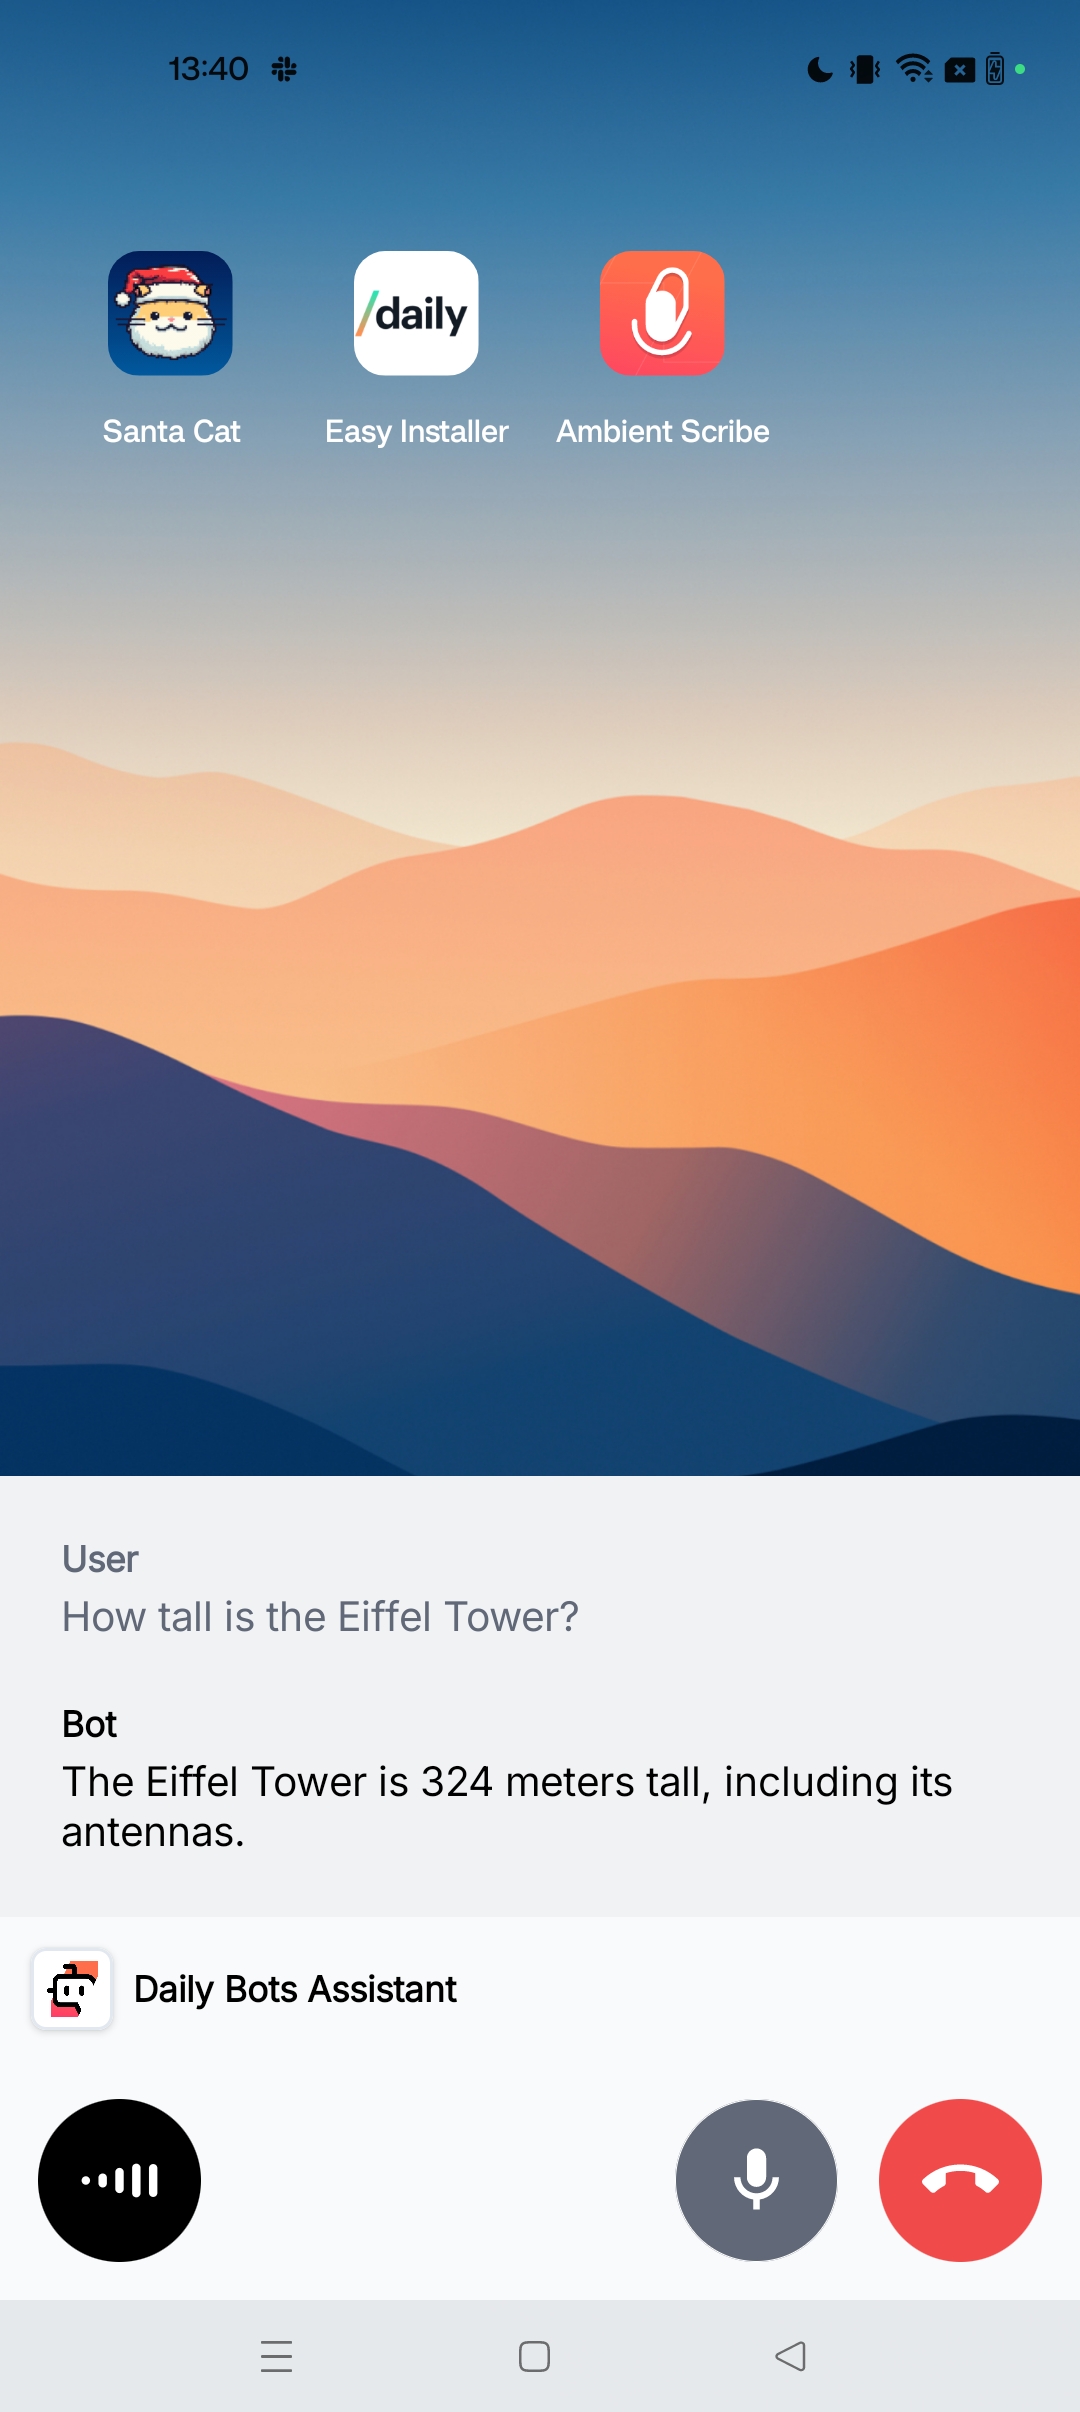 13:40
/daily
Santa Cat
Easy Installer
Ambient Scribe
User
How tall is the Eiffel Tower?
Bot
The Eiffel Tower is 324 meters tall, including its
antennas.
Daily Bots Assistant